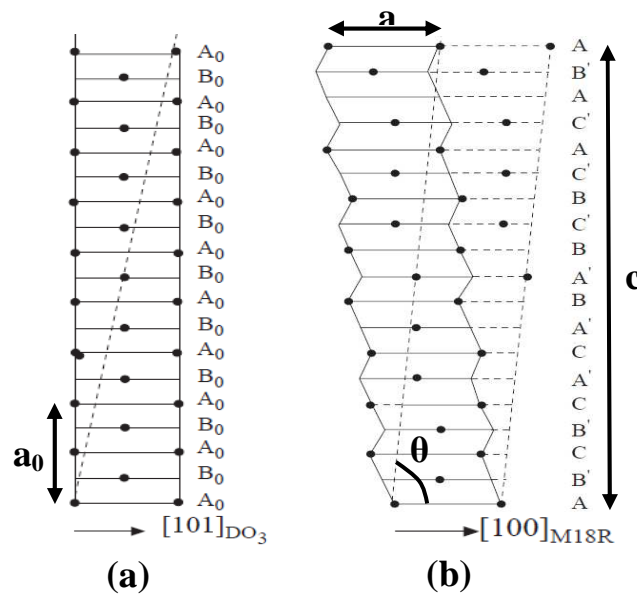 A₀
B₀
A₀
B₀
A₀
B₀
A₀
B₀
A₀
B₀
A₀
B₀
A₀
B₀
A₀
B₀
A₀
B₀
A₀
a₀
[101]DO₃
(a)
a
A
B'
A
C'
A
C'
B
C'
B
A'
B
A'
C
A'
C
B'
C
B'
A
c
θ
[100]M18R
(b)